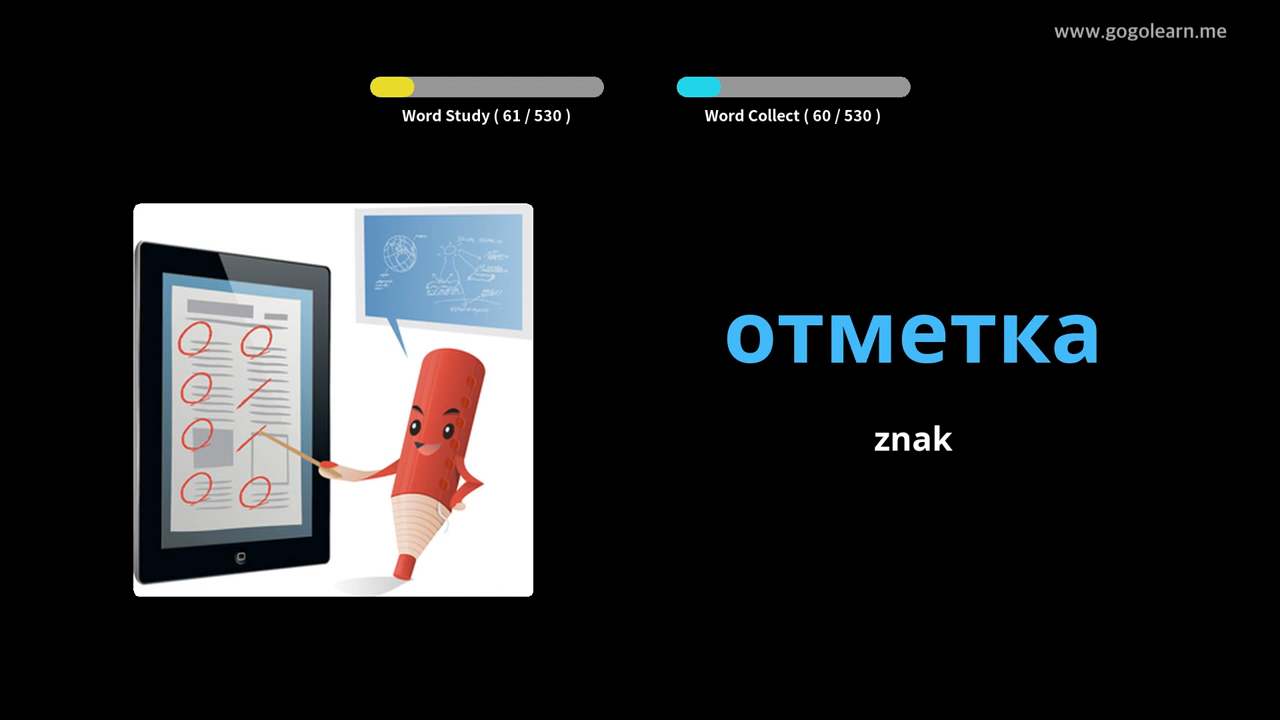 www.gogolearn.me
Word Study ( 61 / 530 )
Word Collect ( 60 / 530 )
отметка
znak